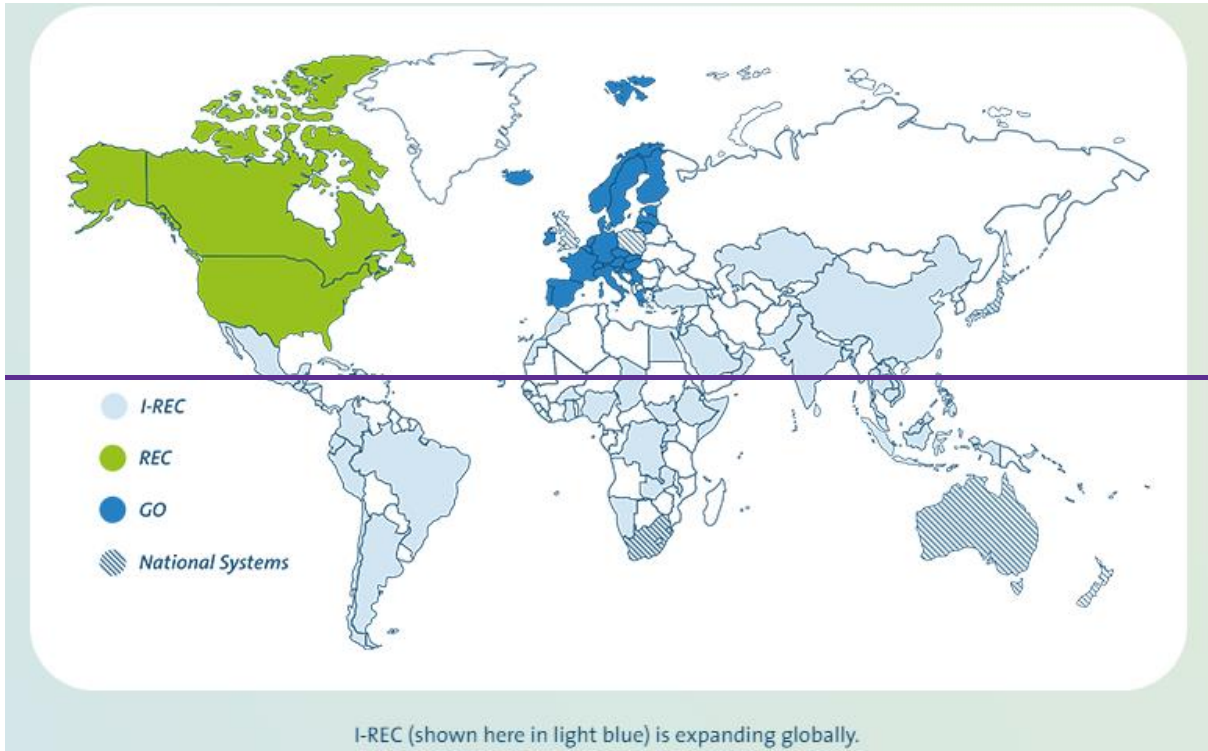 I-REC
REC
GO
National Systems
I-REC (shown here in light blue) is expanding globally.